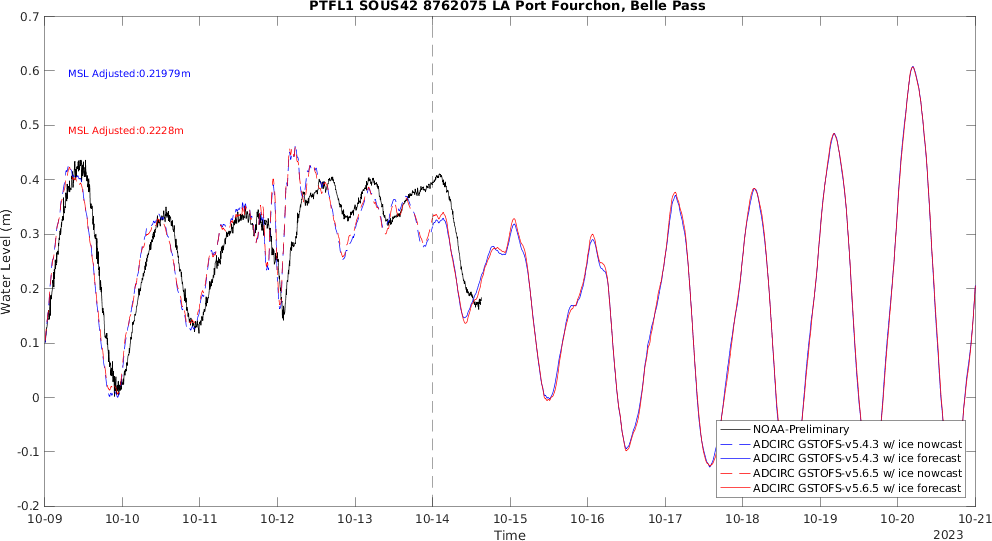 PTFL1 SOUS42 8762075 LA Port Fourchon, Belle Pass
0.7
0.6
0.5
0.4
0.3
0.2
0.1
0
-0.1
-0.2
Water Level (m)
MSL Adjusted:0.21979m
MSL Adjusted:0.2228m
NOAA-Preliminary
ADCIRC GSTOFS-v5.4.3 w/ ice nowcast
ADCIRC GSTOFS-v5.4.3 w/ ice forecast
ADCIRC GSTOFS-v5.6.5 w/ ice nowcast
ADCIRC GSTOFS-v5.6.5 w/ ice forecast
10-09 10-10 10-11 10-12 10-13 10-14 10-15 10-16 10-17 10-18 10-19 10-20 10-21
Time
2023